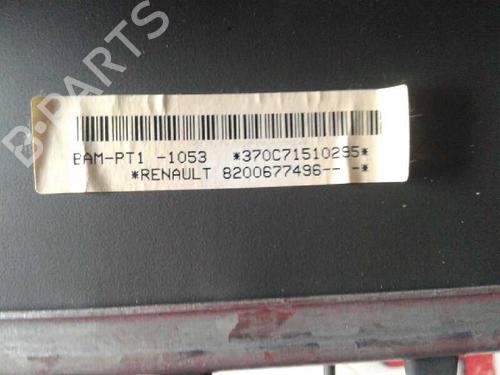 B-PARTS
BAM-PT1 -1053 *370C71510295*
*RENAULT 8200677496-- -*